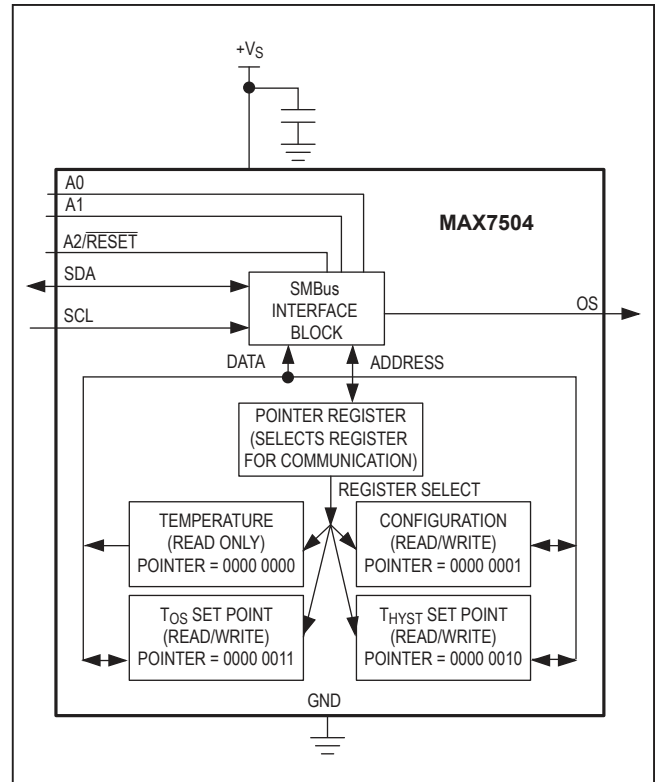 +VS
A0
A1
MAX7504
A2/RESET
SDA
SMBus
INTERFACE
BLOCK
OS
SCL
DATA
ADDRESS
POINTER REGISTER
(SELECTS REGISTER
FOR COMMUNICATION)
REGISTER SELECT
TEMPERATURE
(READ ONLY)
POINTER = 0000 0000
CONFIGURATION
(READ/WRITE)
POINTER = 0000 0001
TOS SET POINT
(READ/WRITE)
POINTER = 0000 0011
THYST SET POINT
(READ/WRITE)
POINTER = 0000 0010
GND